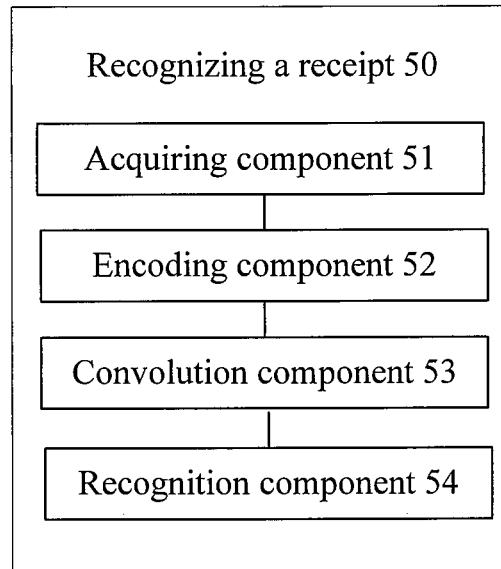 Recognizing a receipt 50
Acquiring component 51
Encoding component 52
Convolution component 53
Recognition component 54